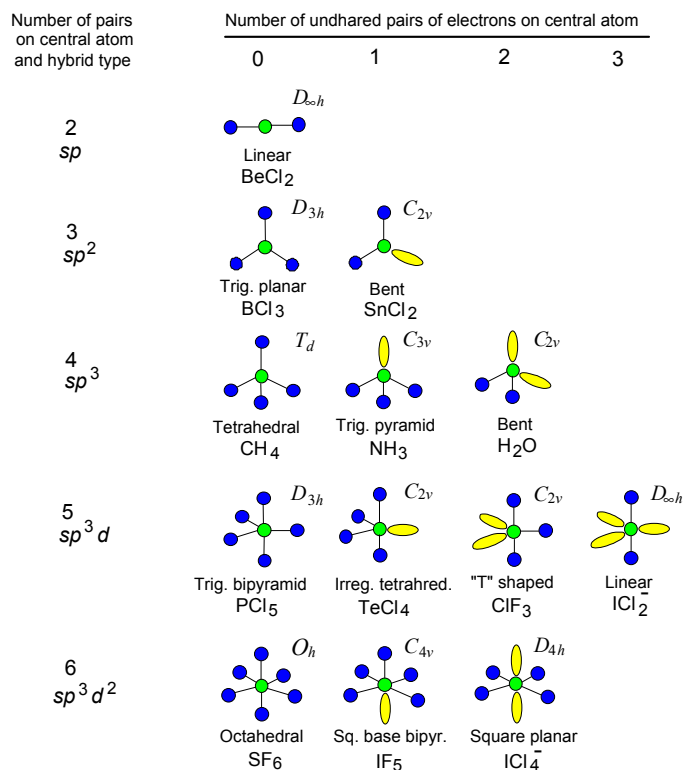 Number of pairs
on central atom
and hybrid type
Number of undhared pairs of electrons on central atom
0 1 2 3
2
sp
D∞h
Linear
BeCl2
3
sp2
D3h C2v
Trig. planar Bent
BCl3 SnCl2
4
sp3
Td C3v C2v
Tetrahedral Trig. pyramid Bent
CH4 NH3 H2O
5
sp3d
D3h C2v C2v D∞h
Trig. bipyramid Irreg. tetrahred. "T" shaped Linear
PCl5 TeCl4 ClF3 ICl2-
6
sp3d2
Oh C4v D4h
Octahedral Sq. base bipyr. Square planar
SF6 IF5 ICl4-